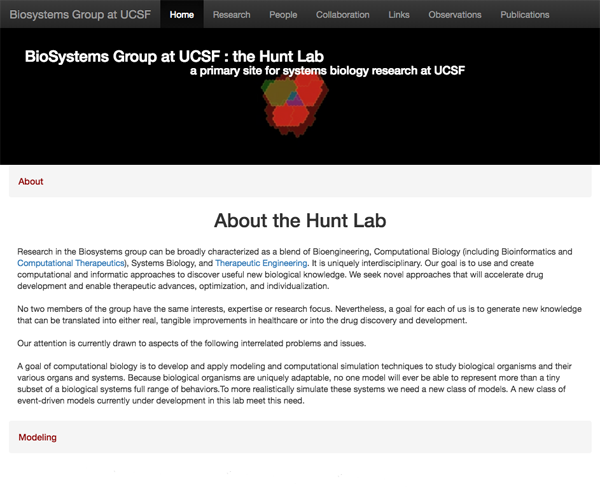 Biosystems Group at UCSF Home Research People Collaboration Links Observations Publications
BioSystems Group at UCSF : the Hunt Lab
a primary site for systems biology research at UCSF
About
About the Hunt Lab
Research in the Biosystems group can be broadly characterized as a blend of Bioengineering, Computational Biology (including Bioinformatics and
Computational Therapeutics), Systems Biology, and Therapeutic Engineering. It is uniquely interdisciplinary. Our goal is to use and create
computational and informatic approaches to discover useful new biological knowledge. We seek novel approaches that will accelerate drug
development and enable therapeutic advances, optimization, and individualization.
No two members of the group have the same interests, expertise or research focus. Nevertheless, a goal for each of us is to generate new knowledge
that can be translated into either real, tangible improvements in healthcare or into the drug discovery and development.
Our attention is currently drawn to aspects of the following interrelated problems and issues.
A goal of computational biology is to develop and apply modeling and computational simulation techniques to study biological organisms and their
various organs and systems. Because biological organisms are uniquely adaptable, no one model will ever be able to represent more than a tiny
subset of a biological systems full range of behaviors.To more realistically simulate these systems we need a new class of models. A new class of
event-driven models currently under development in this lab meet this need.
Modeling